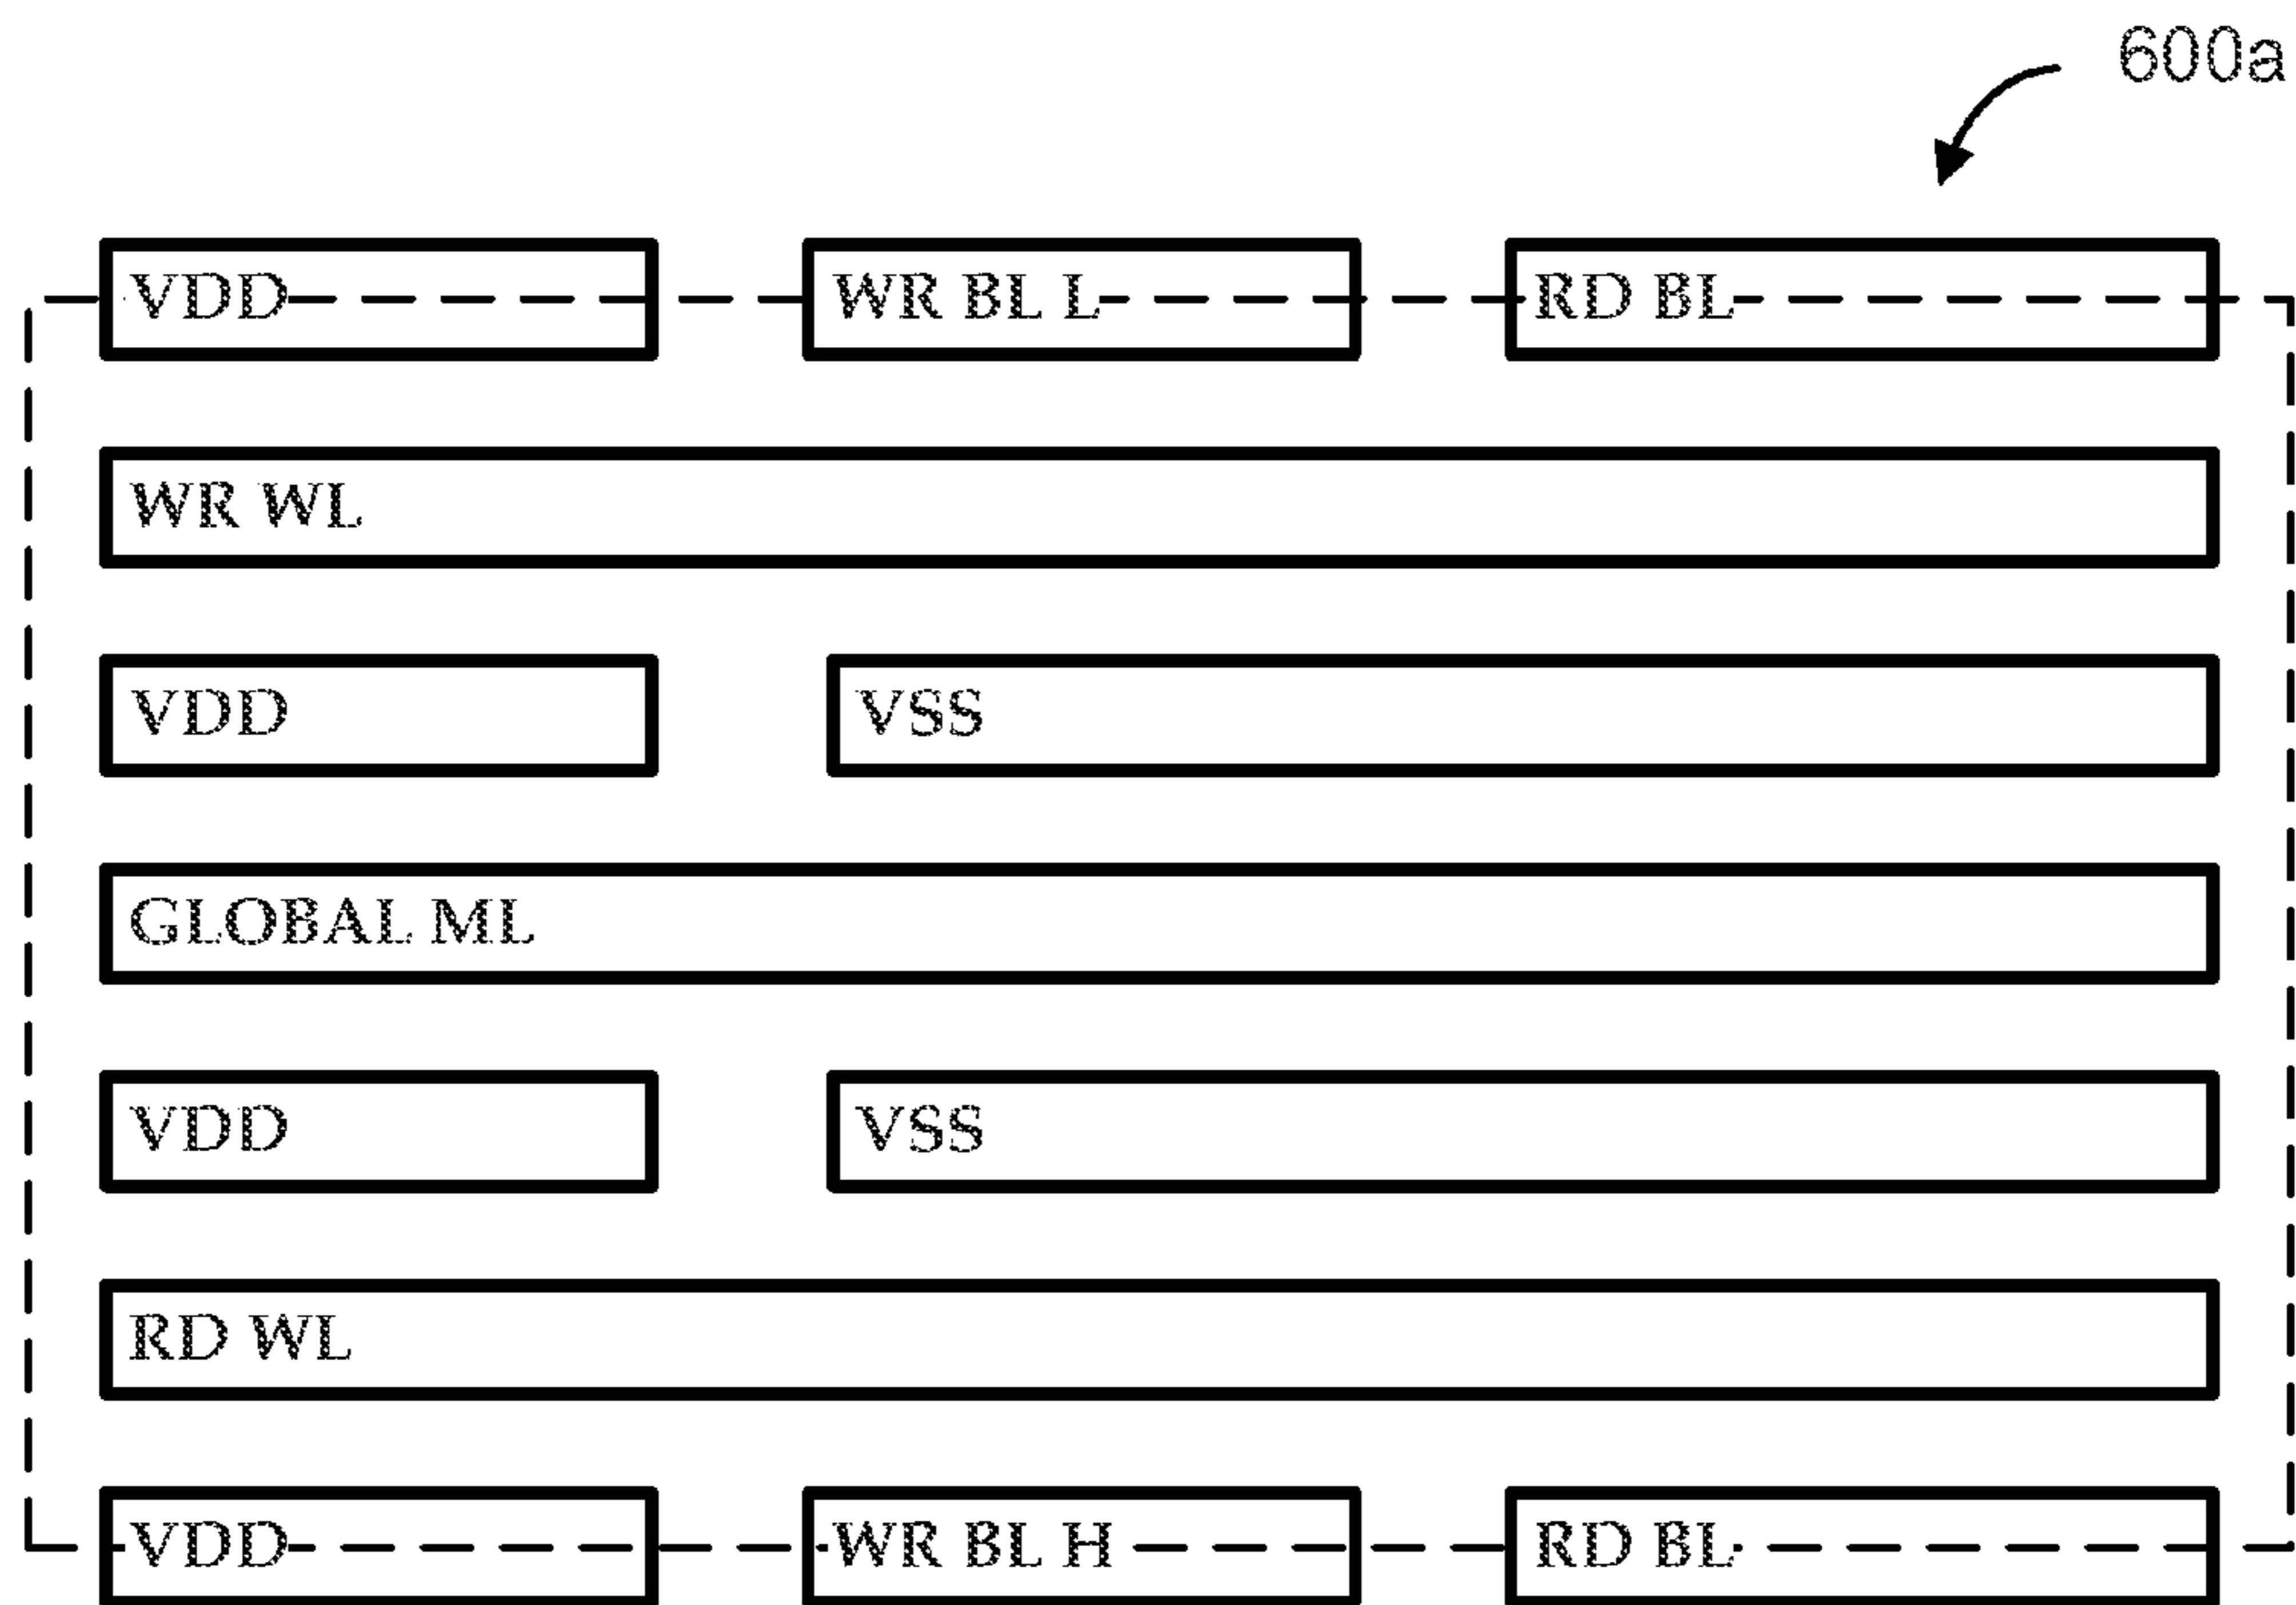 600a
VDD WR BL L RD BL
WR WL
VDD VSS
GLOBAL ML
VDD VSS
RD WL
VDD WR BL H RD BL